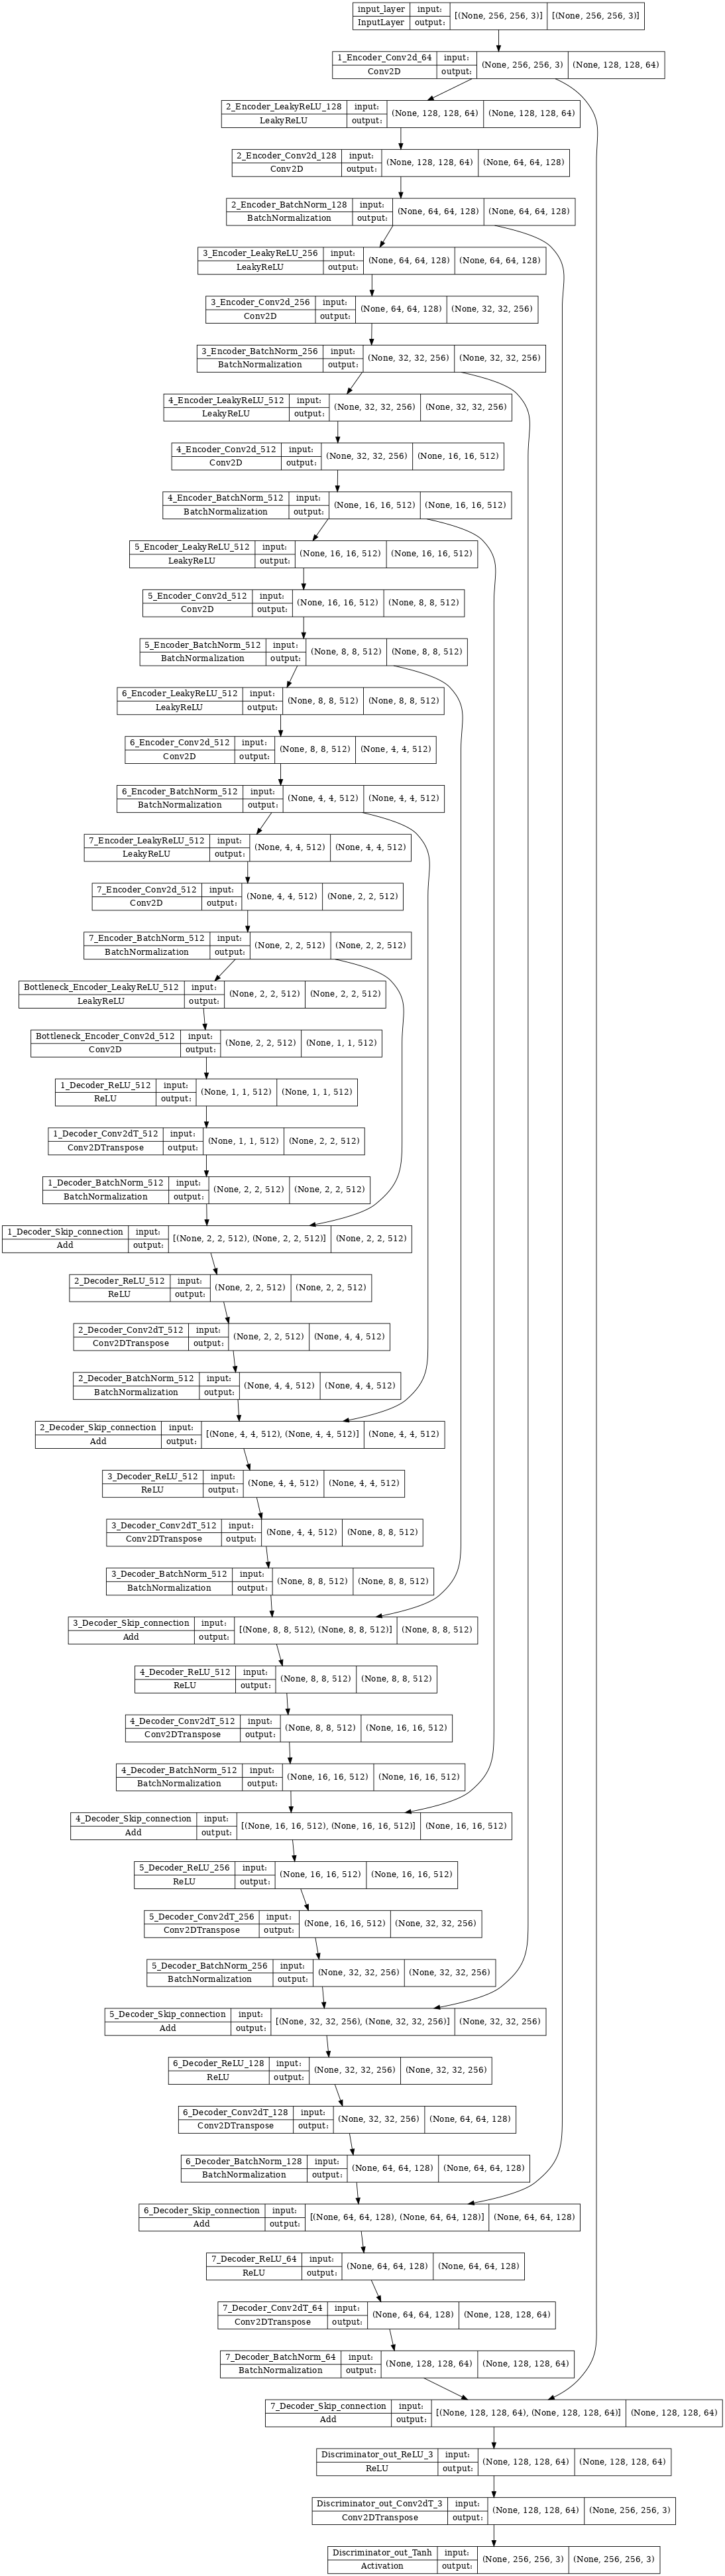 input_layer input: [(None, 256, 256, 3)] [(None, 256, 256, 3)]
InputLayer output:
1_Encoder_Conv2d_64 input: (None, 256, 256, 3) (None, 128, 128, 64)
Conv2D output:
2_Encoder_LeakyReLU_128 input: (None, 128, 128, 64) (None, 128, 128, 64)
LeakyReLU output:
2_Encoder_Conv2d_128 input: (None, 128, 128, 64) (None, 64, 64, 128)
Conv2D output:
2_Encoder_BatchNorm_128 input: (None, 64, 64, 128) (None, 64, 64, 128)
BatchNormalization output:
3_Encoder_LeakyReLU_256 input: (None, 64, 64, 128) (None, 64, 64, 128)
LeakyReLU output:
3_Encoder_Conv2d_256 input: (None, 64, 64, 128) (None, 32, 32, 256)
Conv2D output:
3_Encoder_BatchNorm_256 input: (None, 32, 32, 256) (None, 32, 32, 256)
BatchNormalization output:
4_Encoder_LeakyReLU_512 input: (None, 32, 32, 256) (None, 32, 32, 256)
LeakyReLU output:
4_Encoder_Conv2d_512 input: (None, 32, 32, 256) (None, 16, 16, 512)
Conv2D output:
4_Encoder_BatchNorm_512 input: (None, 16, 16, 512) (None, 16, 16, 512)
BatchNormalization output:
5_Encoder_LeakyReLU_512 input: (None, 16, 16, 512) (None, 16, 16, 512)
LeakyReLU output:
5_Encoder_Conv2d_512 input: (None, 16, 16, 512) (None, 8, 8, 512)
Conv2D output:
5_Encoder_BatchNorm_512 input: (None, 8, 8, 512) (None, 8, 8, 512)
BatchNormalization output:
6_Encoder_LeakyReLU_512 input: (None, 8, 8, 512) (None, 8, 8, 512)
LeakyReLU output:
6_Encoder_Conv2d_512 input: (None, 8, 8, 512) (None, 4, 4, 512)
Conv2D output:
6_Encoder_BatchNorm_512 input: (None, 4, 4, 512) (None, 4, 4, 512)
BatchNormalization output:
7_Encoder_LeakyReLU_512 input: (None, 4, 4, 512) (None, 4, 4, 512)
LeakyReLU output:
7_Encoder_Conv2d_512 input: (None, 4, 4, 512) (None, 2, 2, 512)
Conv2D output:
7_Encoder_BatchNorm_512 input: (None, 2, 2, 512) (None, 2, 2, 512)
BatchNormalization output:
Bottleneck_Encoder_LeakyReLU_512 input: (None, 2, 2, 512) (None, 2, 2, 512)
LeakyReLU output:
Bottleneck_Encoder_Conv2d_512 input: (None, 2, 2, 512) (None, 1, 1, 512)
Conv2D output:
1_Decoder_ReLU_512 input: (None, 1, 1, 512) (None, 1, 1, 512)
ReLU output:
1_Decoder_Conv2dT_512 input: (None, 1, 1, 512) (None, 2, 2, 512)
Conv2DTranspose output:
1_Decoder_BatchNorm_512 input: (None, 2, 2, 512) (None, 2, 2, 512)
BatchNormalization output:
1_Decoder_Skip_connection input: [(None, 2, 2, 512), (None, 2, 2, 512)] (None, 2, 2, 512)
Add output:
2_Decoder_ReLU_512 input: (None, 2, 2, 512) (None, 2, 2, 512)
ReLU output:
2_Decoder_Conv2dT_512 input: (None, 2, 2, 512) (None, 4, 4, 512)
Conv2DTranspose output:
2_Decoder_BatchNorm_512 input: (None, 4, 4, 512) (None, 4, 4, 512)
BatchNormalization output:
2_Decoder_Skip_connection input: [(None, 4, 4, 512), (None, 4, 4, 512)] (None, 4, 4, 512)
Add output:
3_Decoder_ReLU_512 input: (None, 4, 4, 512) (None, 4, 4, 512)
ReLU output:
3_Decoder_Conv2dT_512 input: (None, 4, 4, 512) (None, 8, 8, 512)
Conv2DTranspose output:
3_Decoder_BatchNorm_512 input: (None, 8, 8, 512) (None, 8, 8, 512)
BatchNormalization output:
3_Decoder_Skip_connection input: [(None, 8, 8, 512), (None, 8, 8, 512)] (None, 8, 8, 512)
Add output:
4_Decoder_ReLU_512 input: (None, 8, 8, 512) (None, 8, 8, 512)
ReLU output:
4_Decoder_Conv2dT_512 input: (None, 8, 8, 512) (None, 16, 16, 512)
Conv2DTranspose output:
4_Decoder_BatchNorm_512 input: (None, 16, 16, 512) (None, 16, 16, 512)
BatchNormalization output:
4_Decoder_Skip_connection input: [(None, 16, 16, 512), (None, 16, 16, 512)] (None, 16, 16, 512)
Add output:
5_Decoder_ReLU_256 input: (None, 16, 16, 512) (None, 16, 16, 512)
ReLU output:
5_Decoder_Conv2dT_256 input: (None, 16, 16, 512) (None, 32, 32, 256)
Conv2DTranspose output:
5_Decoder_BatchNorm_256 input: (None, 32, 32, 256) (None, 32, 32, 256)
BatchNormalization output:
5_Decoder_Skip_connection input: [(None, 32, 32, 256), (None, 32, 32, 256)] (None, 32, 32, 256)
Add output:
6_Decoder_ReLU_128 input: (None, 32, 32, 256) (None, 32, 32, 256)
ReLU output:
6_Decoder_Conv2dT_128 input: (None, 32, 32, 256) (None, 64, 64, 128)
Conv2DTranspose output:
6_Decoder_BatchNorm_128 input: (None, 64, 64, 128) (None, 64, 64, 128)
BatchNormalization output:
6_Decoder_Skip_connection input: [(None, 64, 64, 128), (None, 64, 64, 128)] (None, 64, 64, 128)
Add output:
7_Decoder_ReLU_64 input: (None, 64, 64, 128) (None, 64, 64, 128)
ReLU output:
7_Decoder_Conv2dT_64 input: (None, 64, 64, 128) (None, 128, 128, 64)
Conv2DTranspose output:
7_Decoder_BatchNorm_64 input: (None, 128, 128, 64) (None, 128, 128, 64)
BatchNormalization output:
7_Decoder_Skip_connection input: [(None, 128, 128, 64), (None, 128, 128, 64)] (None, 128, 128, 64)
Add output:
Discriminator_out_ReLU_3 input: (None, 128, 128, 64) (None, 128, 128, 64)
ReLU output:
Discriminator_out_Conv2dT_3 input: (None, 128, 128, 64) (None, 256, 256, 3)
Conv2DTranspose output:
Discriminator_out_Tanh input: (None, 256, 256, 3) (None, 256, 256, 3)
Activation output: